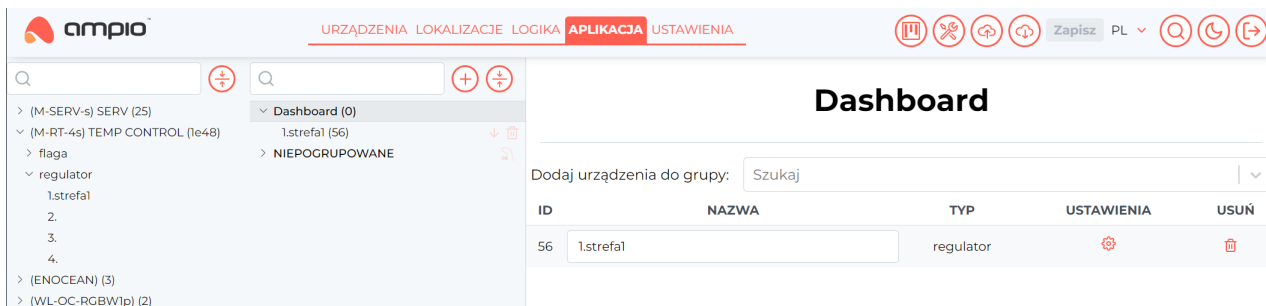 ampio
URZĄDZENIA LOKALIZACJE LOGIKA APLIKACJA USTAWIENIA
Zapisz PL
(M-SERV-s) SERV (25)
(M-RT-4s) TEMP CONTROL (1e48)
flaga
regulator
1.strefa1
2.
3.
4.
(ENOCEAN) (3)
(WL-OC-RGBW1p) (2)
Dashboard (0)
1.strefa1 (56)
NIEPOGRUPOWANE
Dashboard
Dodaj urządzenia do grupy: Szukaj
ID NAZWA TYP USTAWIENIA USUŃ
56 1.strefa1 regulator